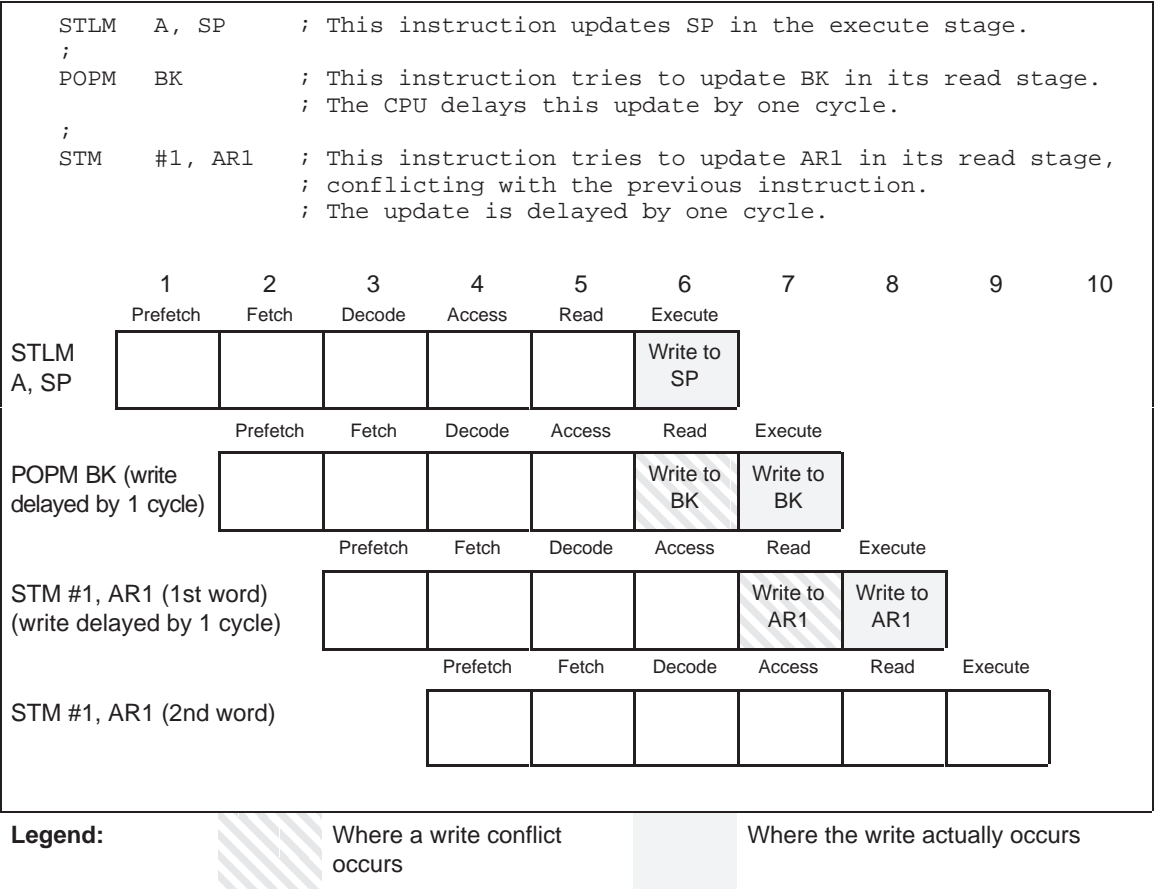 STLM A, SP ; This instruction updates SP in the execute stage.
;
POPM BK ; This instruction tries to update BK in its read stage.
; The CPU delays this update by one cycle.
;
STM #1, AR1 ; This instruction tries to update AR1 in its read stage,
; conflicting with the previous instruction.
; The update is delayed by one cycle.
1 2 3 4 5 6 7 8 9 10
Prefetch Fetch Decode Access Read Execute
STLM
A, SP
Write to
SP
Prefetch Fetch Decode Access Read Execute
POPM BK (write
delayed by 1 cycle)
Write to
BK
Write to
BK
Prefetch Fetch Decode Access Read Execute
STM #1, AR1 (1st word)
(write delayed by 1 cycle)
Write to
AR1
Write to
AR1
Prefetch Fetch Decode Access Read Execute
STM #1, AR1 (2nd word)
Legend:
Where a write conflict
occurs
Where the write actually occurs